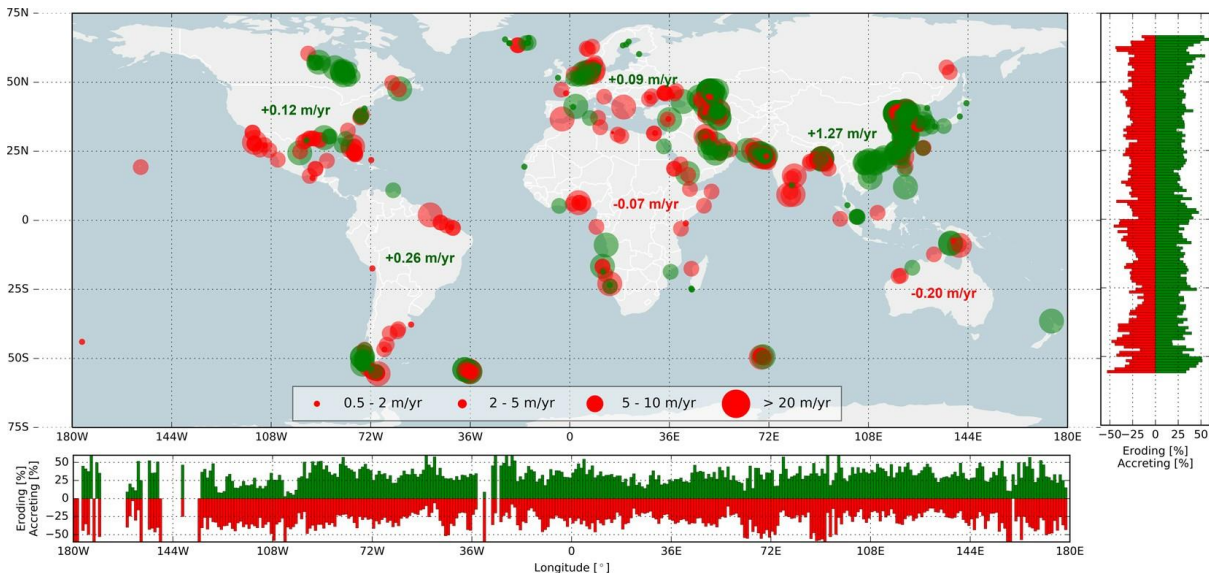 75N
50N
25N
0
25S
50S
75S
+0.12 m/yr
+0.09 m/yr
+1.27 m/yr
-0.07 m/yr
+0.26 m/yr
-0.20 m/yr
0.5 - 2 m/yr 2 - 5 m/yr 5 - 10 m/yr > 20 m/yr
180W 144W 108W 72W 36W 0 36E 72E 108E 144E 180E
−50 −25 0 25 50
Eroding [%]
Accreting [%]
Eroding [%]
Accreting [%]
50
25
0
−25
−50
180W 144W 108W 72W 36W 0 36E 72E 108E 144E 180E
Longitude [°]